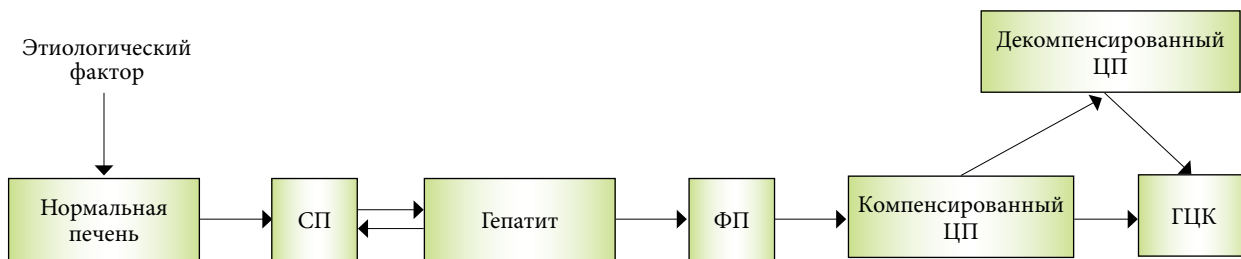 Этиологический
фактор
Нормальная
печень
СП
Гепатит
ФП
Компенсированный
ЦП
Декомпенсированный
ЦП
ГЦК